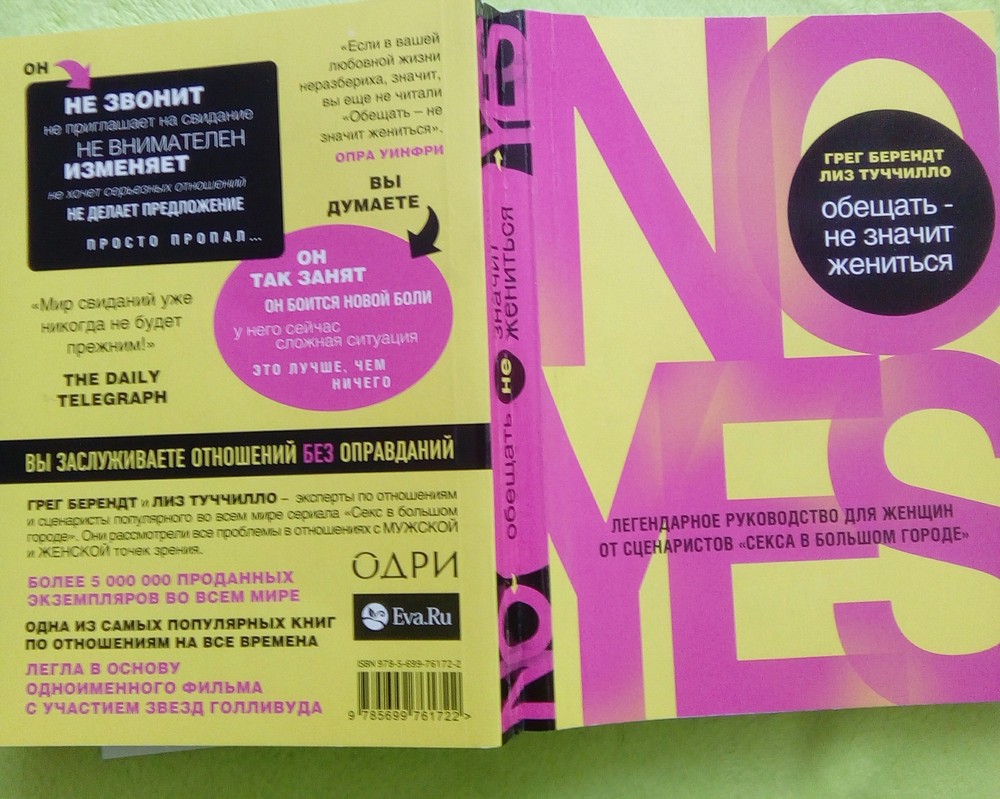 ОН
НЕ ЗВОНИТ
не приглашает на свидание
НЕ ВНИМАТЕЛЕН
ИЗМЕНЯЕТ
не хочет серьезных отношений
НЕ ДЕЛАЕТ ПРЕДЛОЖЕНИЕ
ПРОСТО ПРОПАЛ...
«Если в вашей
любовной жизни
неразбериха, значит,
вы еще не читали
«Обещать – не
значит жениться».
ОПРА УИНФРИ
ВЫ
ДУМАЕТЕ
ОН
ТАК ЗАНЯТ
ОН БОИТСЯ НОВОЙ БОЛИ
у него сейчас
сложная ситуация
ЭТО ЛУЧШЕ, ЧЕМ
НИЧЕГО
«Мир свиданий уже
никогда не будет
прежним!»
THE DAILY
TELEGRAPH
ВЫ ЗАСЛУЖИВАЕТЕ ОТНОШЕНИЙ БЕЗ ОПРАВДАНИЙ
ГРЕГ БЕРЕНДТ и ЛИЗ ТУЧЧИЛЛО – эксперты по отношениям
и сценаристы популярного во всем мире сериала «Секс в большом
городе». Они рассмотрели все проблемы в отношениях с МУЖСКОЙ
и ЖЕНСКОЙ точек зрения.
БОЛЕЕ 5 000 000 ПРОДАННЫХ
ЭКЗЕМПЛЯРОВ ВО ВСЕМ МИРЕ
ОДНА ИЗ САМЫХ ПОПУЛЯРНЫХ КНИГ
ПО ОТНОШЕНИЯМ НА ВСЕ ВРЕМЕНА
ЛЕГЛА В ОСНОВУ
ОДНОИМЕННОГО ФИЛЬМА
С УЧАСТИЕМ ЗВЕЗД ГОЛЛИВУДА
ОДРИ
Eva.Ru
ISBN 978-5-699-76172-2
9 785699 761722 >
YES
обещать не значит жениться
NO
NO
YES
ГРЕГ БЕРЕНДТ
ЛИЗ ТУЧЧИЛЛО
обещать -
не значит
жениться
ЛЕГЕНДАРНОЕ РУКОВОДСТВО ДЛЯ ЖЕНЩИН
ОТ СЦЕНАРИСТОВ «СЕКСА В БОЛЬШОМ ГОРОДЕ»